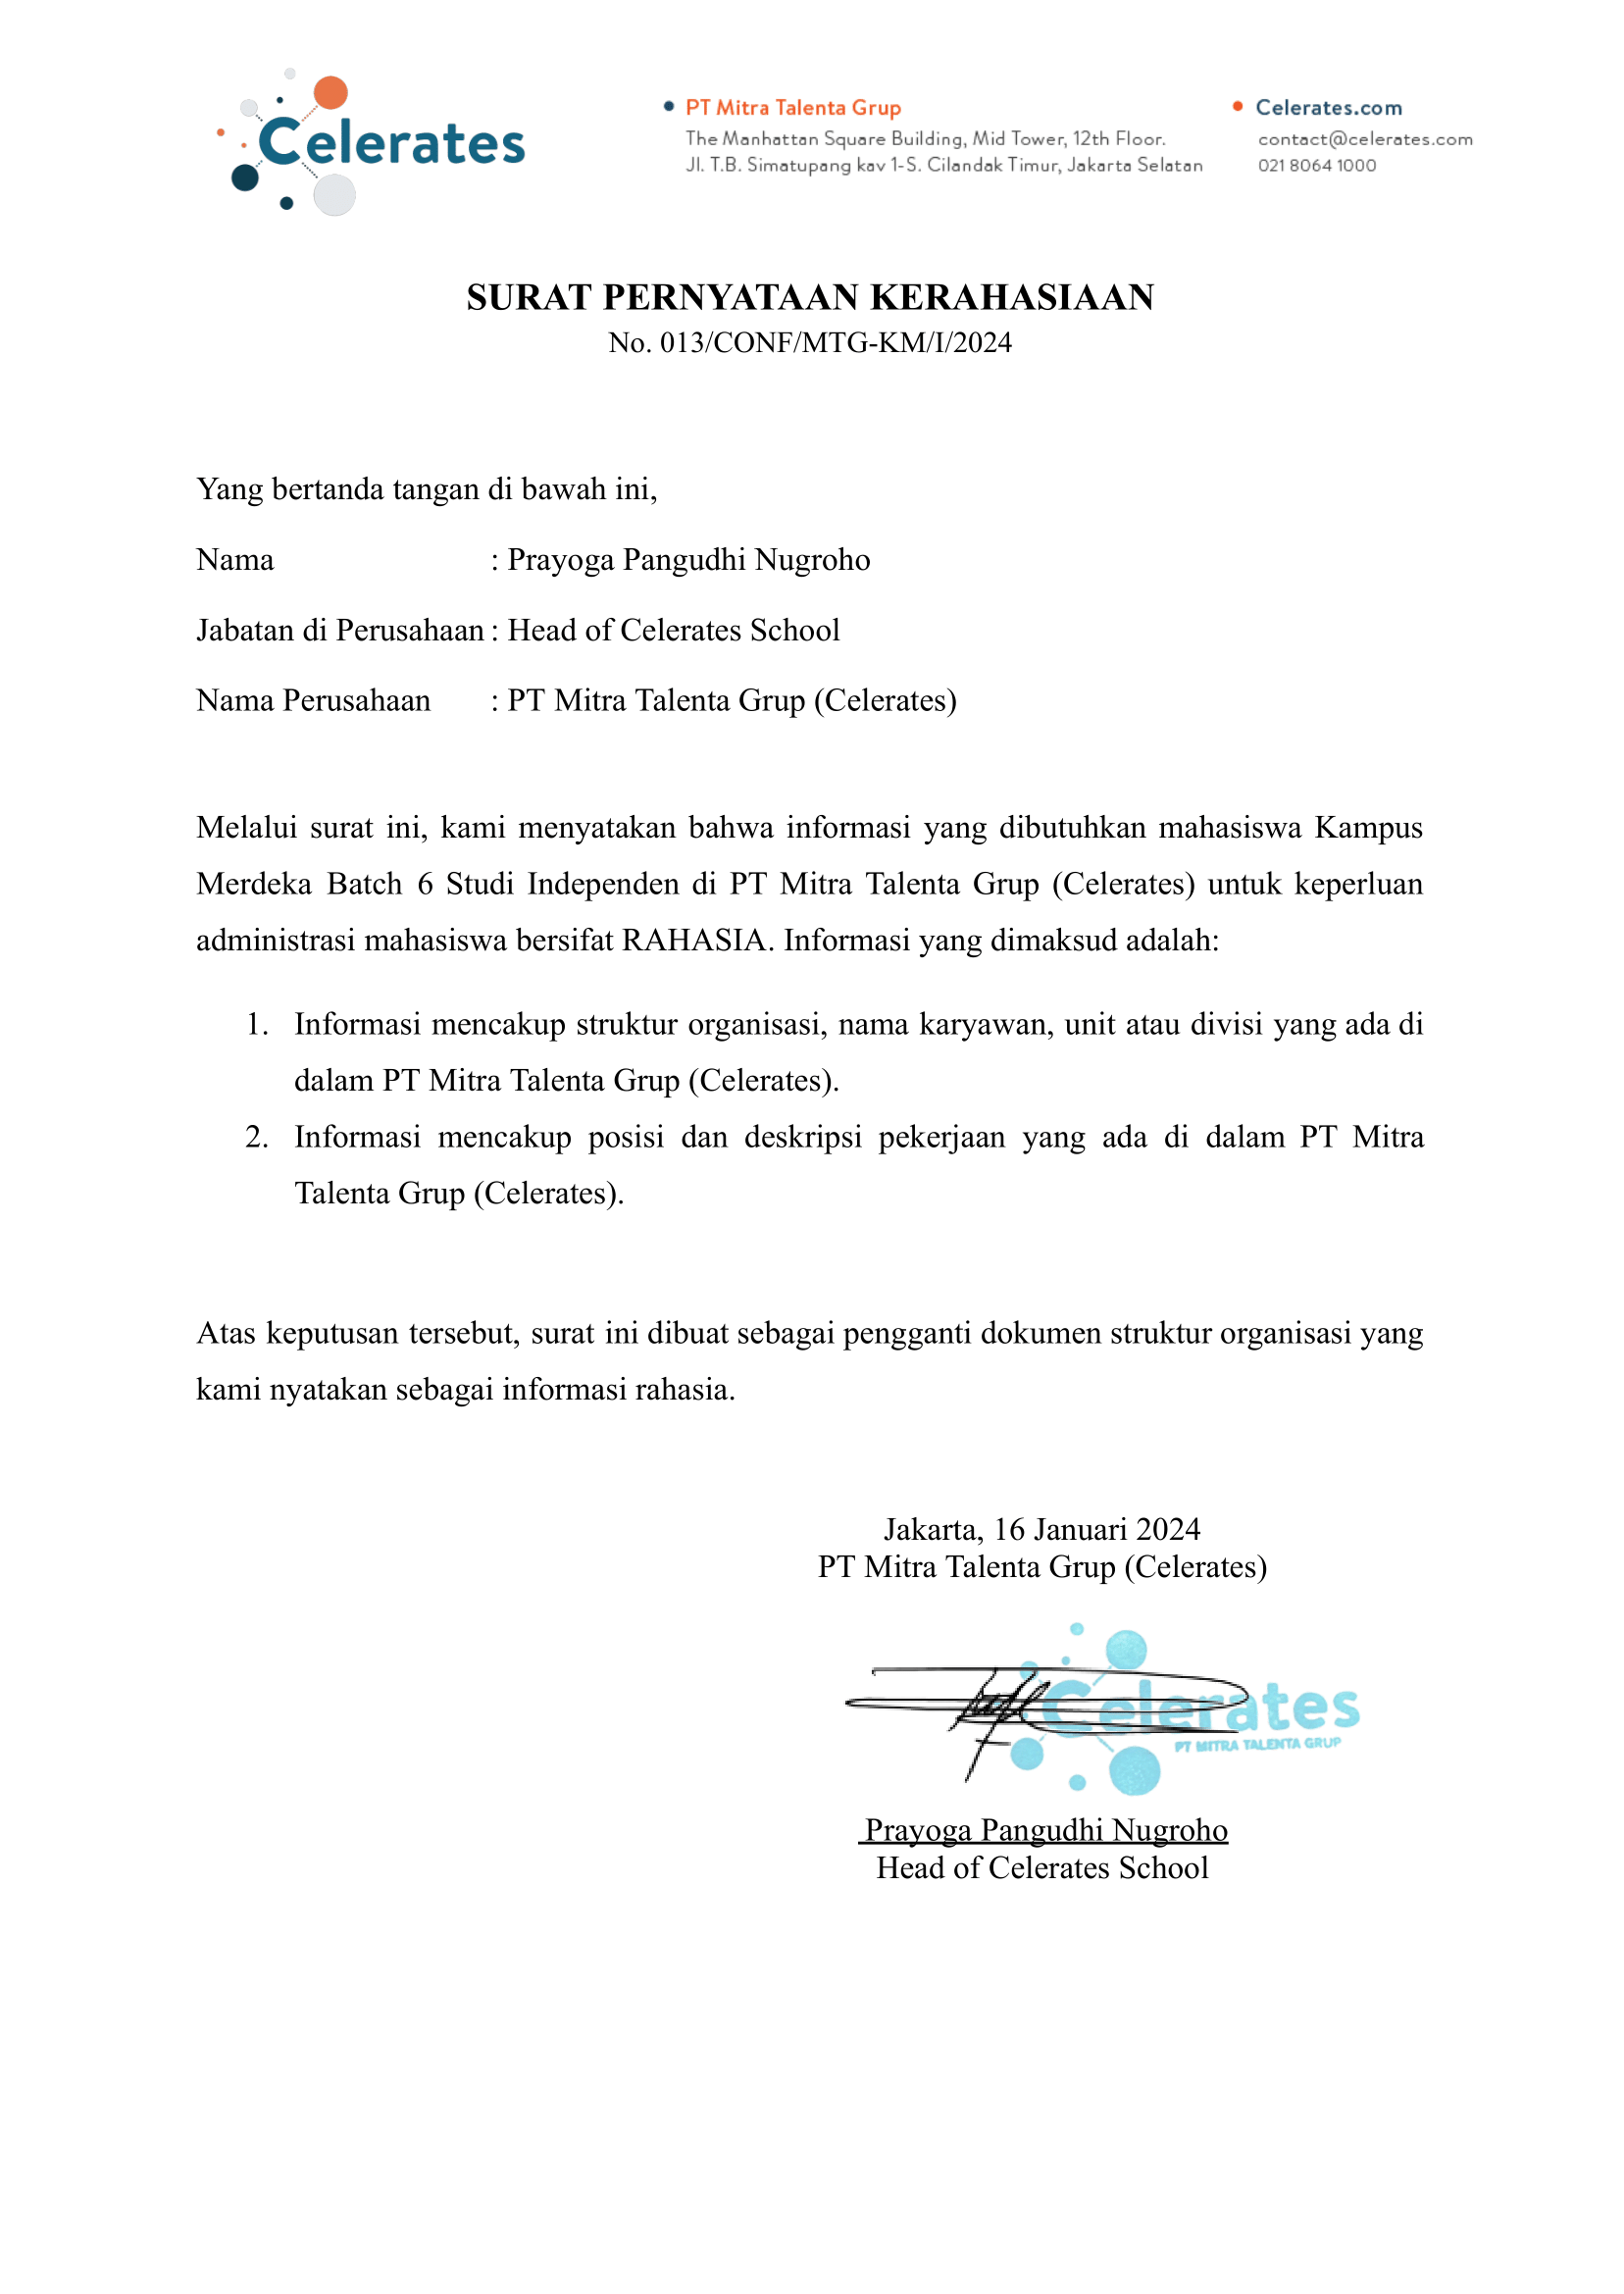 Celerates
PT Mitra Talenta Grup
The Manhattan Square Building, Mid Tower, 12th Floor.
Jl. T.B. Simatupang kav 1-S. Cilandak Timur, Jakarta Selatan
Celerates.com
contact@celerates.com
021 8064 1000
SURAT PERNYATAAN KERAHASIAAN
No. 013/CONF/MTG-KM/I/2024
Yang bertanda tangan di bawah ini,
Nama : Prayoga Pangudhi Nugroho
Jabatan di Perusahaan : Head of Celerates School
Nama Perusahaan : PT Mitra Talenta Grup (Celerates)
Melalui surat ini, kami menyatakan bahwa informasi yang dibutuhkan mahasiswa Kampus
Merdeka Batch 6 Studi Independen di PT Mitra Talenta Grup (Celerates) untuk keperluan
administrasi mahasiswa bersifat RAHASIA. Informasi yang dimaksud adalah:
1. Informasi mencakup struktur organisasi, nama karyawan, unit atau divisi yang ada di
dalam PT Mitra Talenta Grup (Celerates).
2. Informasi mencakup posisi dan deskripsi pekerjaan yang ada di dalam PT Mitra
Talenta Grup (Celerates).
Atas keputusan tersebut, surat ini dibuat sebagai pengganti dokumen struktur organisasi yang
kami nyatakan sebagai informasi rahasia.
Jakarta, 16 Januari 2024
PT Mitra Talenta Grup (Celerates)
Celerates
PT MITRA TALENTA GRUP
Prayoga Pangudhi Nugroho
Head of Celerates School